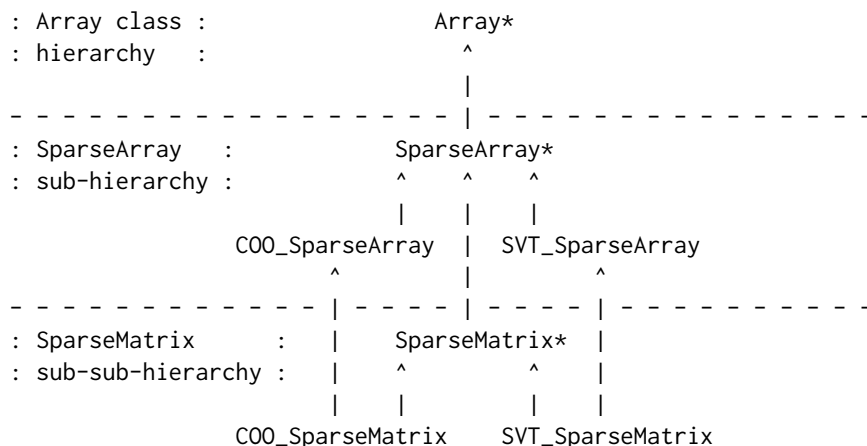 : Array class :                 Array*
: hierarchy   :                   ^
                                  |
- - - - - - - - - - - - - - - - - | - - - - - - - - - - - - - - -
: SparseArray   :            SparseArray*
: sub-hierarchy :            ^    ^    ^
                             |    |    |
                 COO_SparseArray  |  SVT_SparseArray
                        ^         |         ^
- - - - - - - - - - - - | - - - - | - - - - | - - - - - - - - - -
: SparseMatrix      :   |    SparseMatrix*  |
: sub-sub-hierarchy :   |    ^         ^    |
                        |    |         |    |
                 COO_SparseMatrix    SVT_SparseMatrix